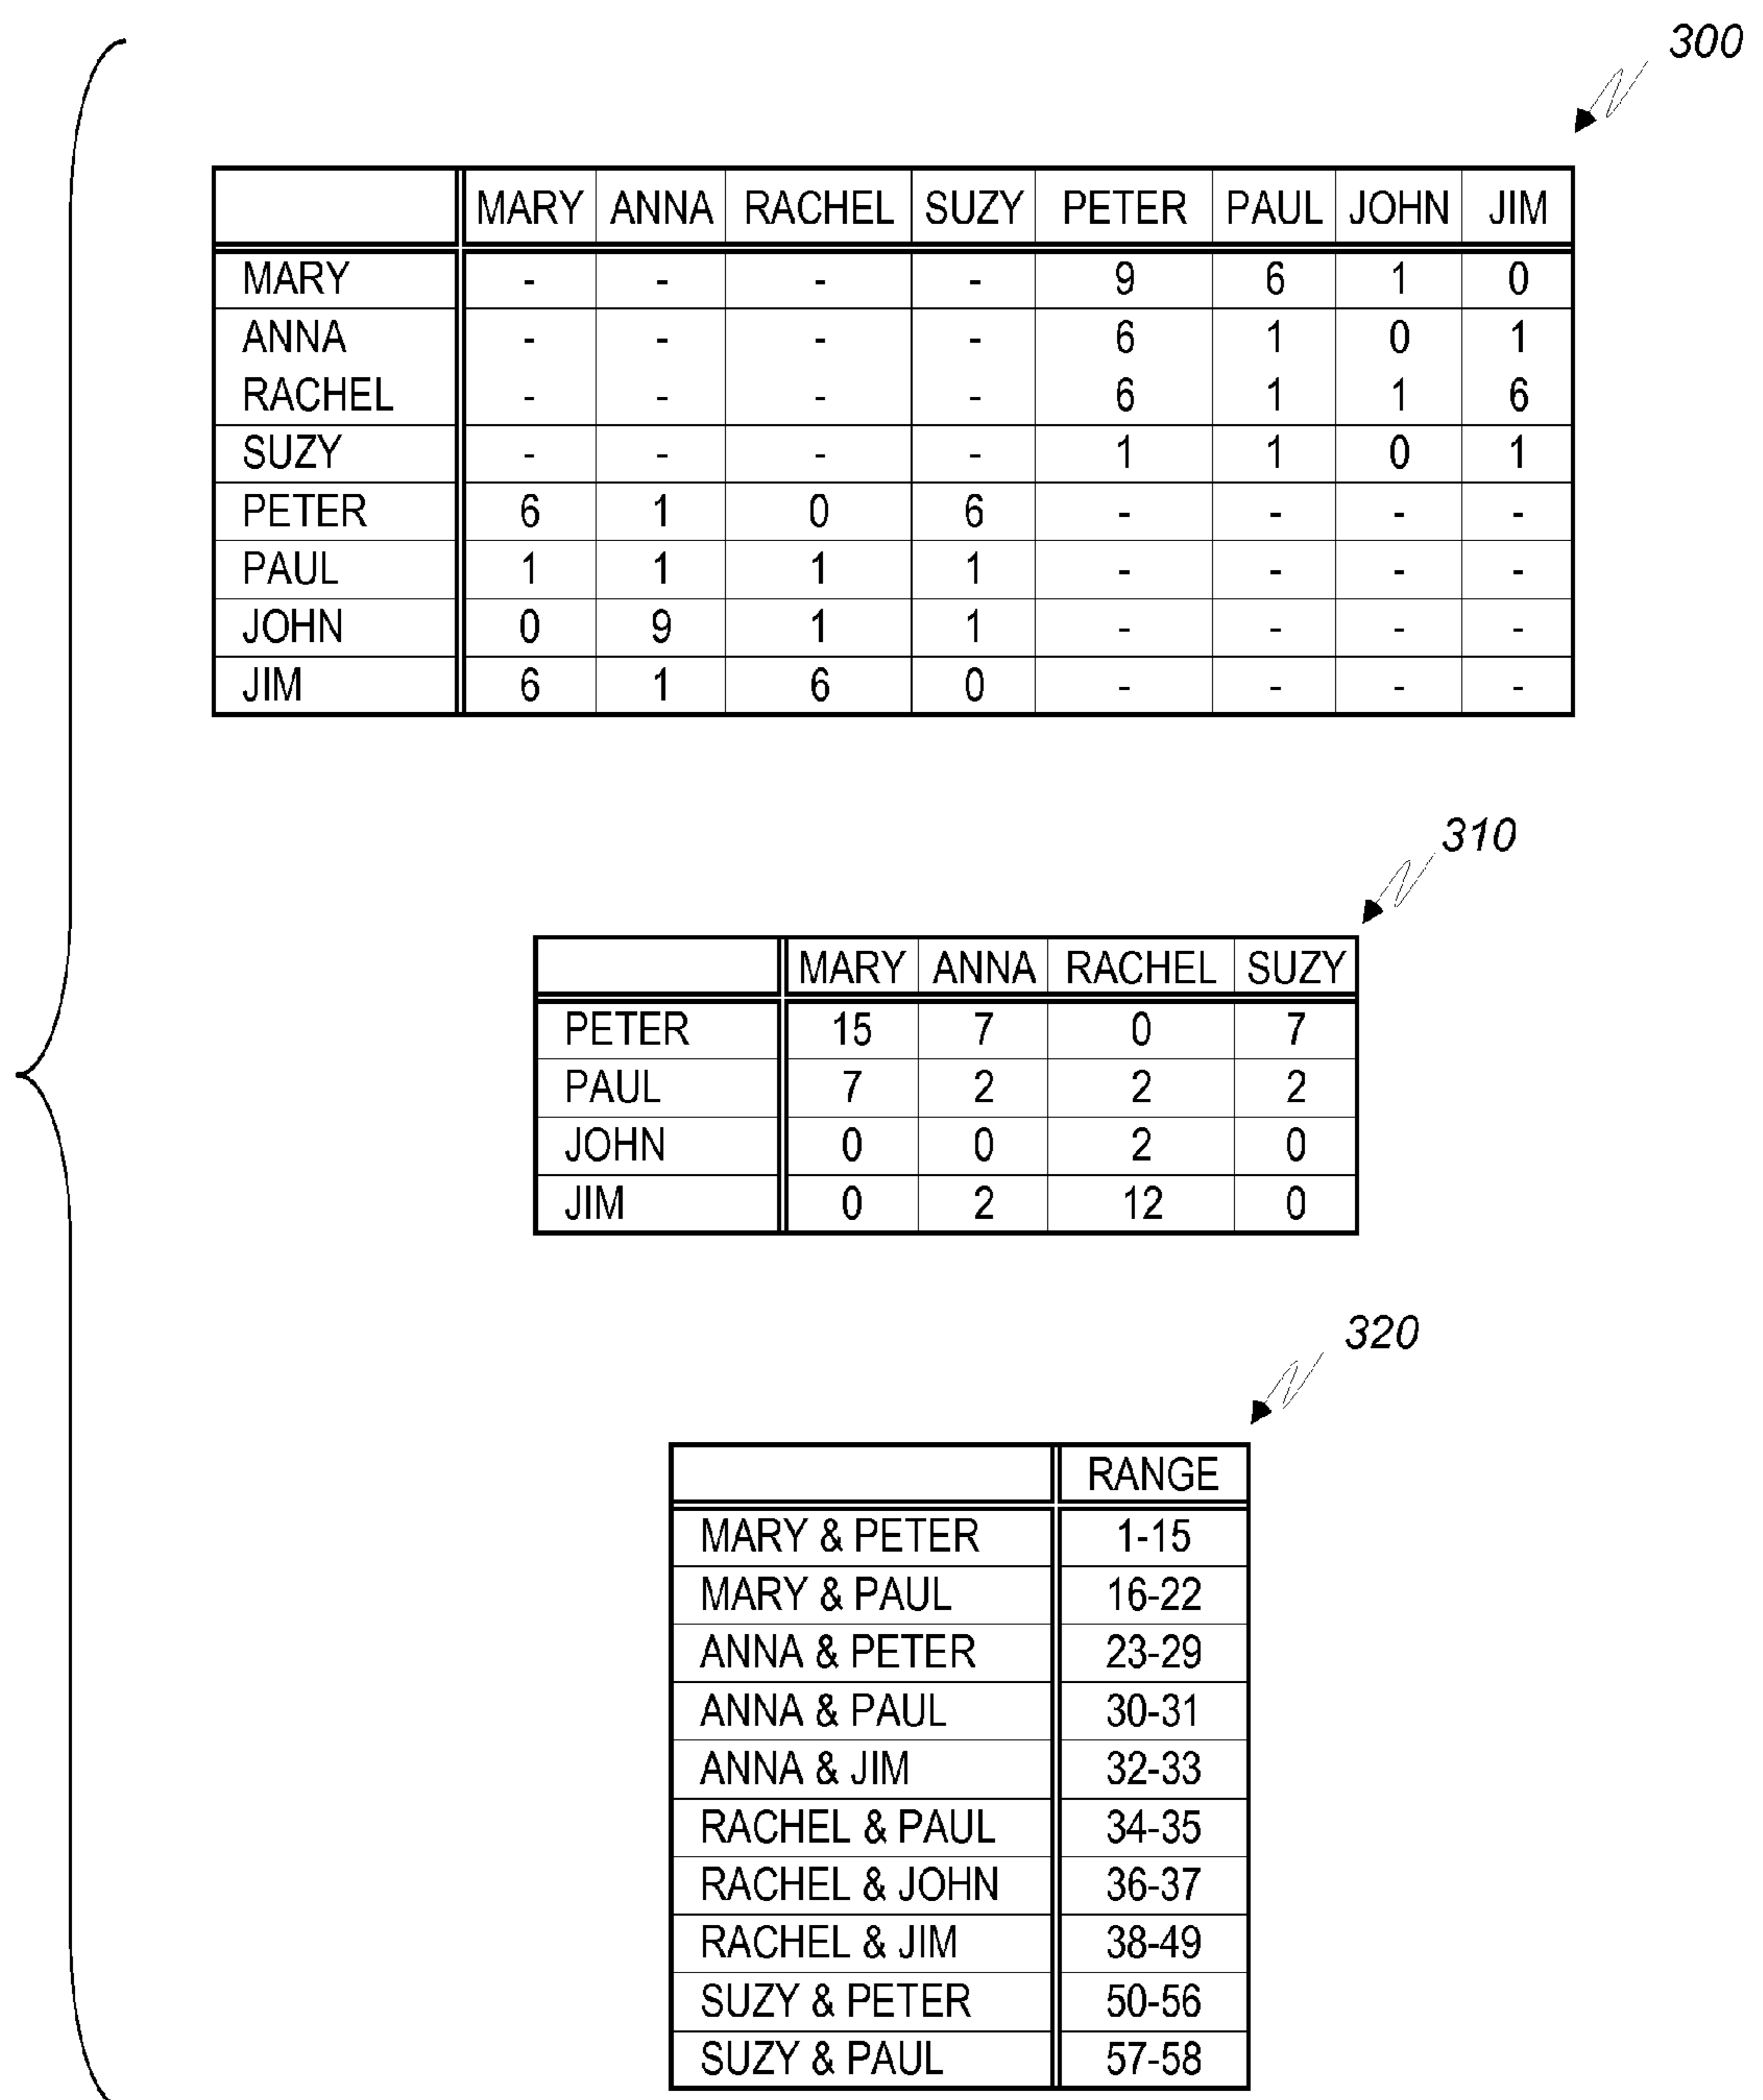 300
MARY ANNA RACHEL SUZY PETER PAUL JOHN JIM
MARY - - - - 9 6 1 0
ANNA - - - - 6 1 0 1
RACHEL - - - - 6 1 1 6
SUZY - - - - 1 1 0 1
PETER 6 1 0 6 - - - -
PAUL 1 1 1 1 - - - -
JOHN 0 9 1 1 - - - -
JIM 6 1 6 0 - - - -
310
MARY ANNA RACHEL SUZY
PETER 15 7 0 7
PAUL 7 2 2 2
JOHN 0 0 2 0
JIM 0 2 12 0
320
RANGE
MARY & PETER 1-15
MARY & PAUL 16-22
ANNA & PETER 23-29
ANNA & PAUL 30-31
ANNA & JIM 32-33
RACHEL & PAUL 34-35
RACHEL & JOHN 36-37
RACHEL & JIM 38-49
SUZY & PETER 50-56
SUZY & PAUL 57-58